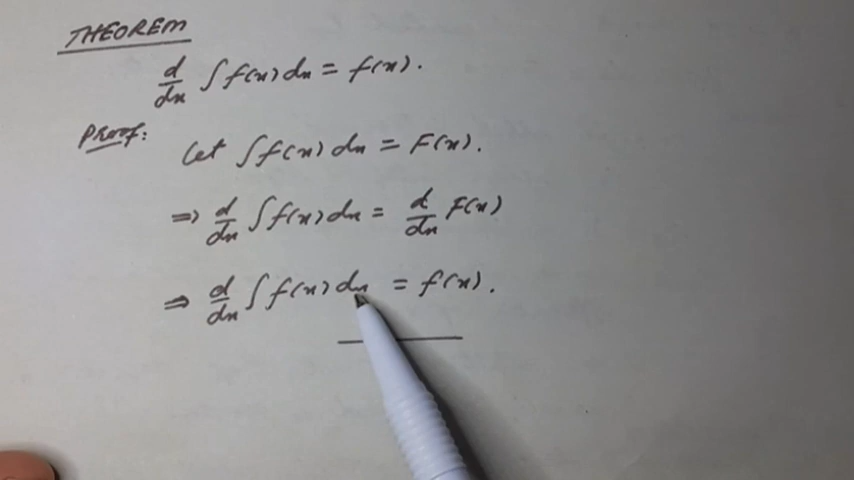 THEOREM
d/dx ∫f(x)dx = f(x).
Proof: Let ∫f(x)dx = F(x).
⇒ d/dx ∫f(x)dx = d/dx F(x)
⇒ d/dx ∫f(x)dx = f(x).